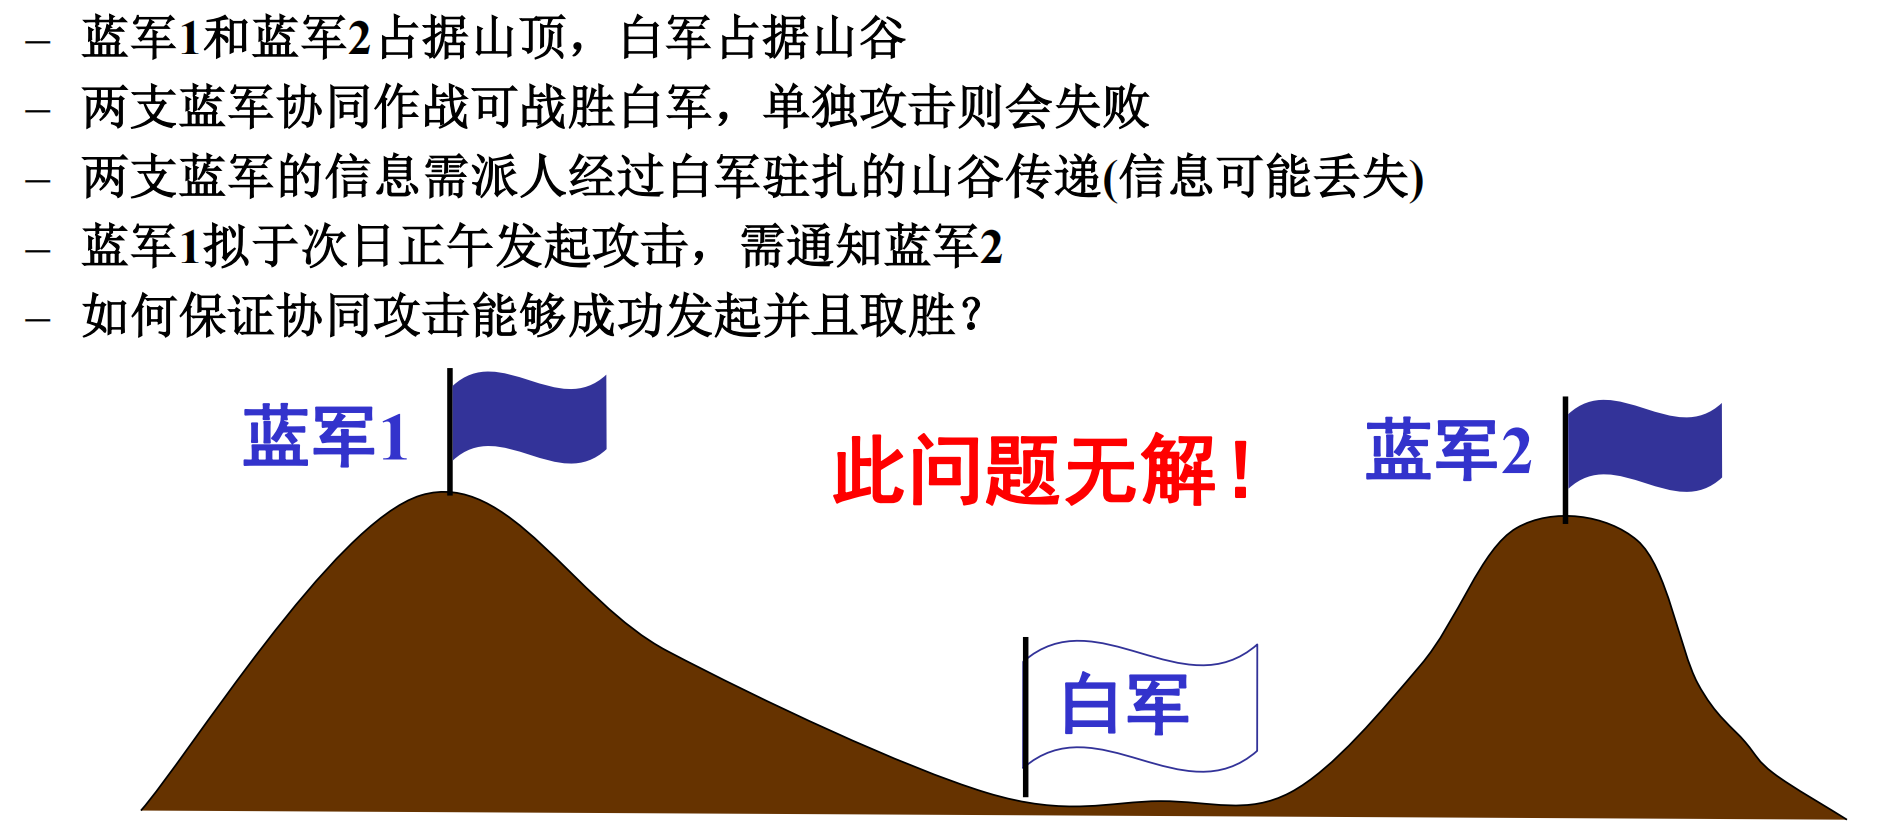 – 蓝军1和蓝军2占据山顶，白军占据山谷
– 两支蓝军协同作战可战胜白军，单独攻击则会失败
– 两支蓝军的信息需派人经过白军驻扎的山谷传递(信息可能丢失)
– 蓝军1拟于次日正午发起攻击，需通知蓝军2
– 如何保证协同攻击能够成功发起并且取胜？
蓝军1
此问题无解！
蓝军2
白军